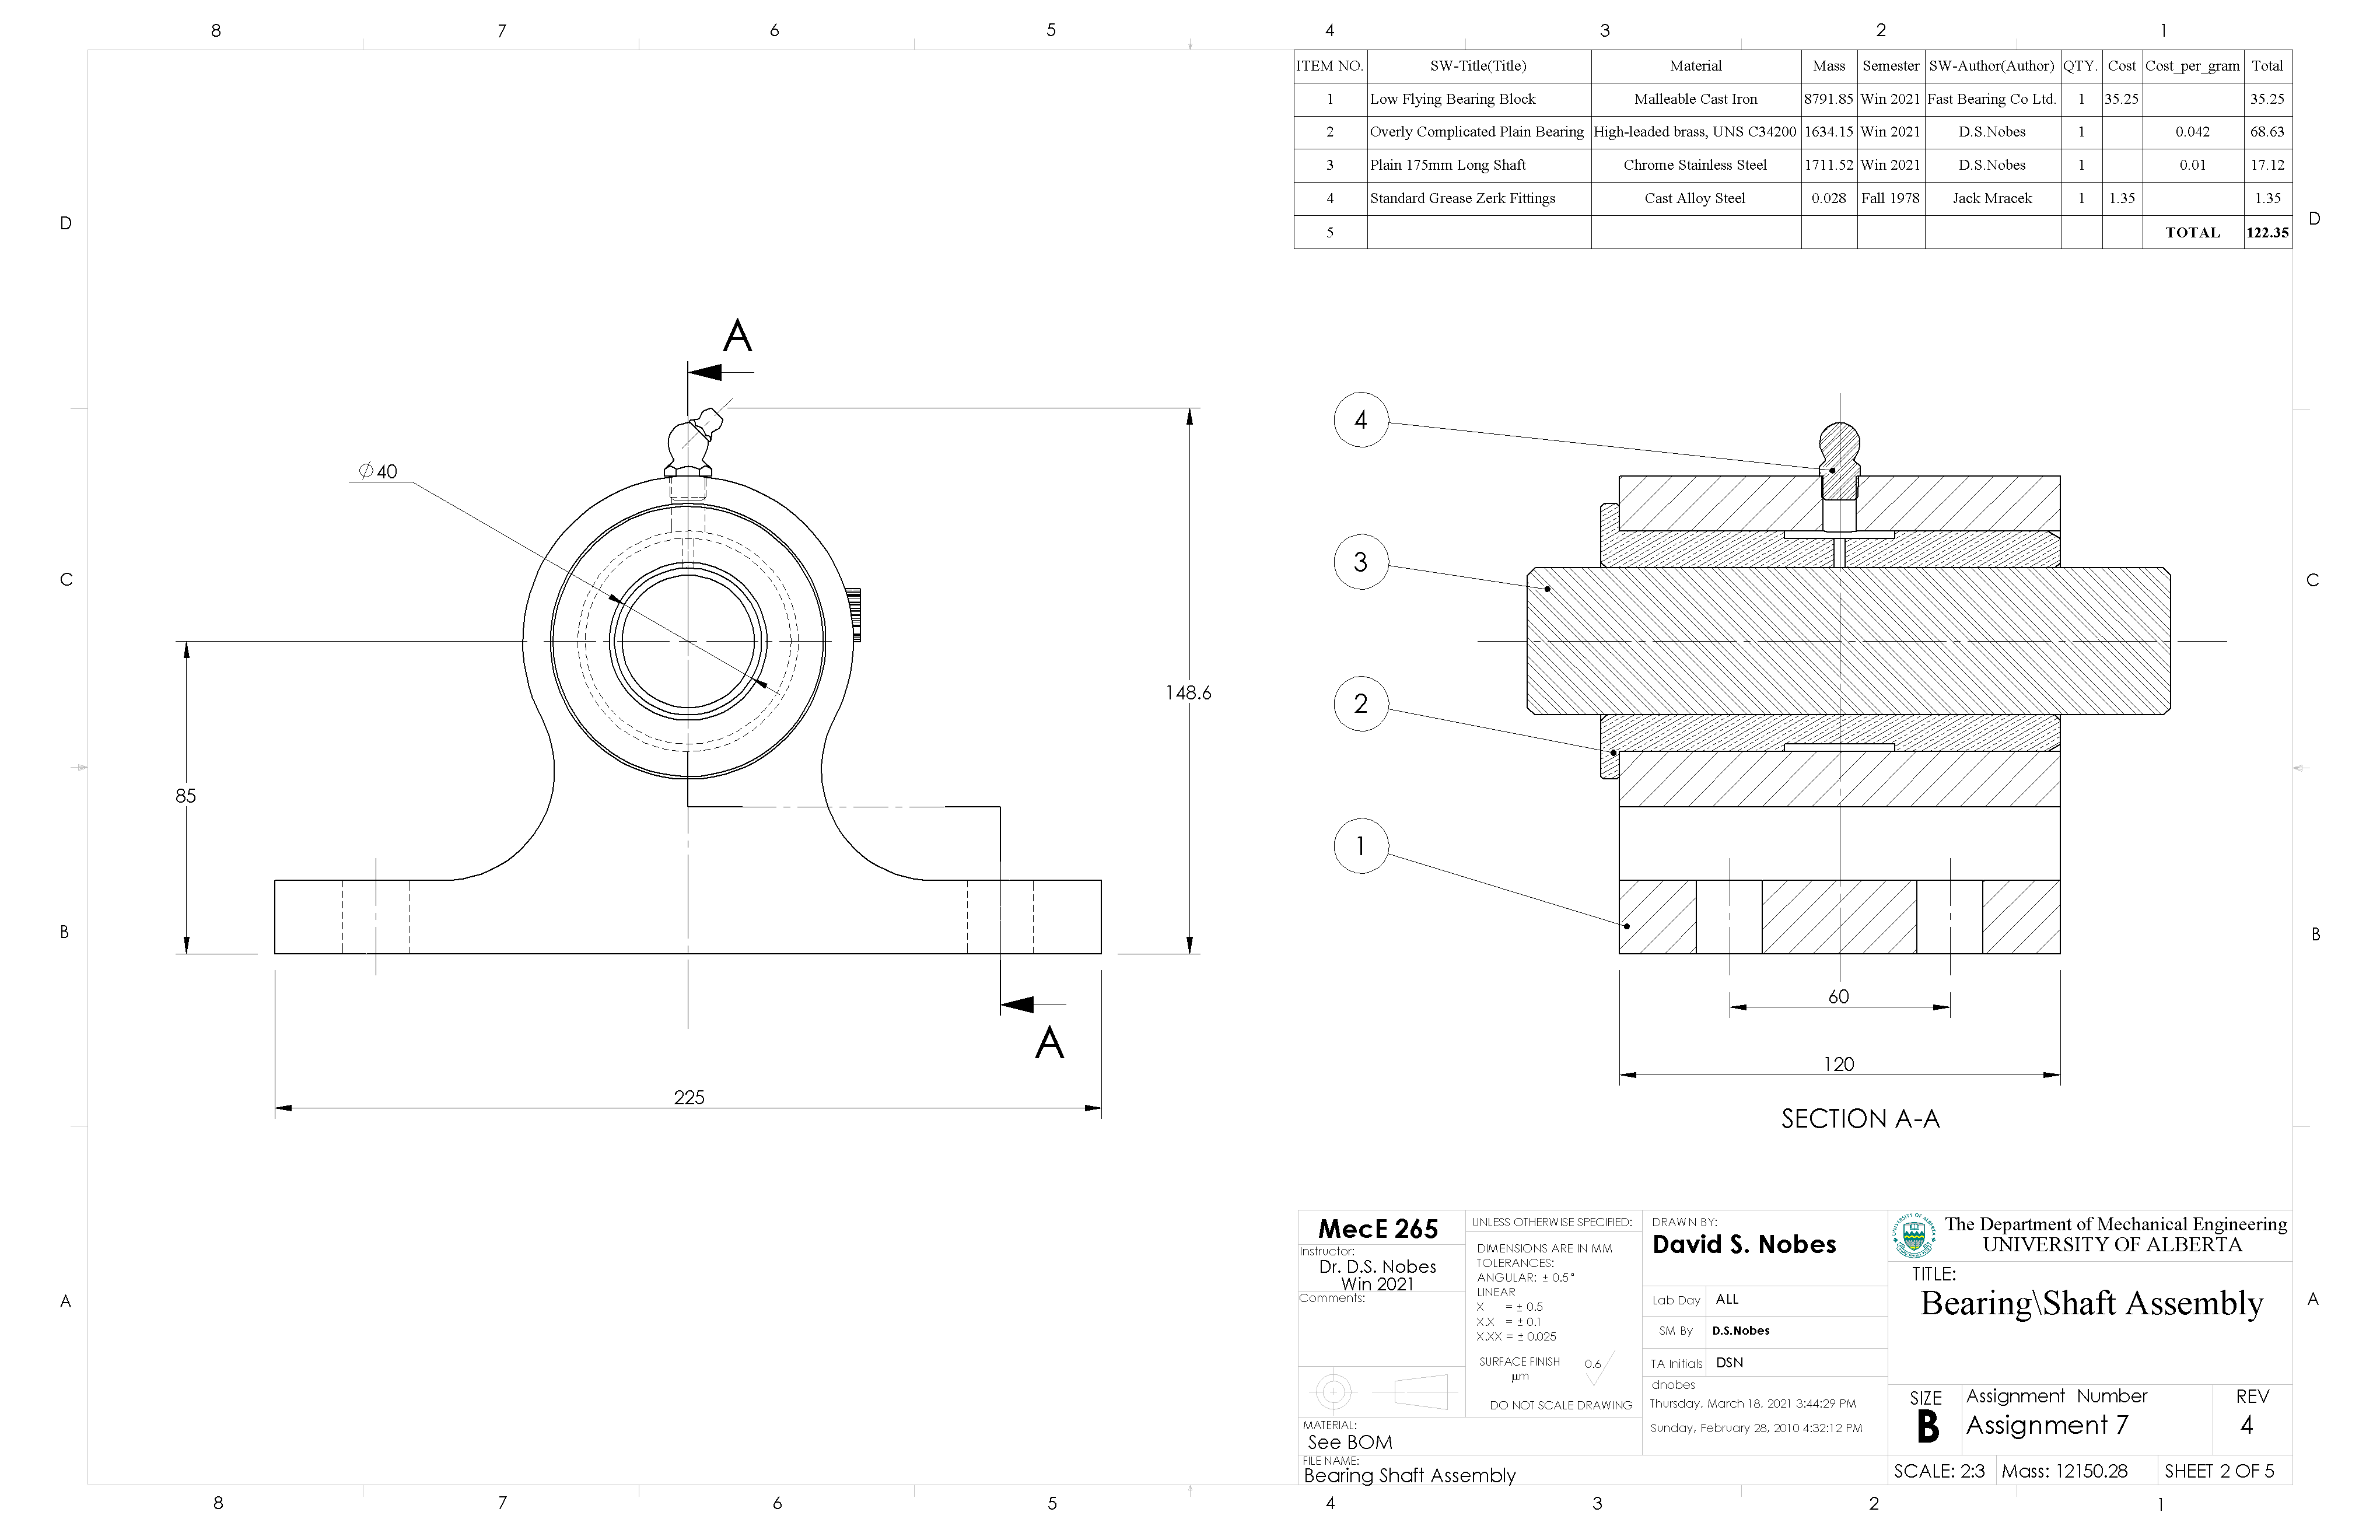 8 7 6 5 4 3 2 1
ITEM NO. SW-Title(Title) Material Mass Semester SW-Author(Author) QTY. Cost Cost_per_gram Total
1 Low Flying Bearing Block Malleable Cast Iron 8791.85 Win 2021 Fast Bearing Co Ltd. 1 35.25 35.25
2 Overly Complicated Plain Bearing High-leaded brass, UNS C34200 1634.15 Win 2021 D.S.Nobes 1 0.042 68.63
3 Plain 175mm Long Shaft Chrome Stainless Steel 1711.52 Win 2021 D.S.Nobes 1 0.01 17.12
4 Standard Grease Zerk Fittings Cast Alloy Steel 0.028 Fall 1978 Jack Mracek 1 1.35 1.35
5 TOTAL 122.35
D D
A
4
∅40
3
C C
148.6
2
85
1
B B
60
A
120
225
SECTION A-A
A A
MecE 265
Instructor:
Dr. D.S. Nobes
Win 2021
Comments:
UNLESS OTHERWISE SPECIFIED:
DIMENSIONS ARE IN MM
TOLERANCES:
ANGULAR: ± 0.5°
LINEAR
X = ± 0.5
X.X = ± 0.1
X.XX = ± 0.025
SURFACE FINISH 0.6
µm
DO NOT SCALE DRAWING
MATERIAL:
See BOM
FILE NAME:
Bearing Shaft Assembly
DRAWN BY:
David S. Nobes
Lab Day ALL
SM By D.S.Nobes
TA Initials DSN
dnobes
Thursday, March 18, 2021 3:44:29 PM
Sunday, February 28, 2010 4:32:12 PM
The Department of Mechanical Engineering
UNIVERSITY OF ALBERTA
TITLE:
Bearing\Shaft Assembly
SIZE
B
Assignment Number
Assignment 7
REV
4
SCALE: 2:3 Mass: 12150.28 SHEET 2 OF 5
8 7 6 5 4 3 2 1